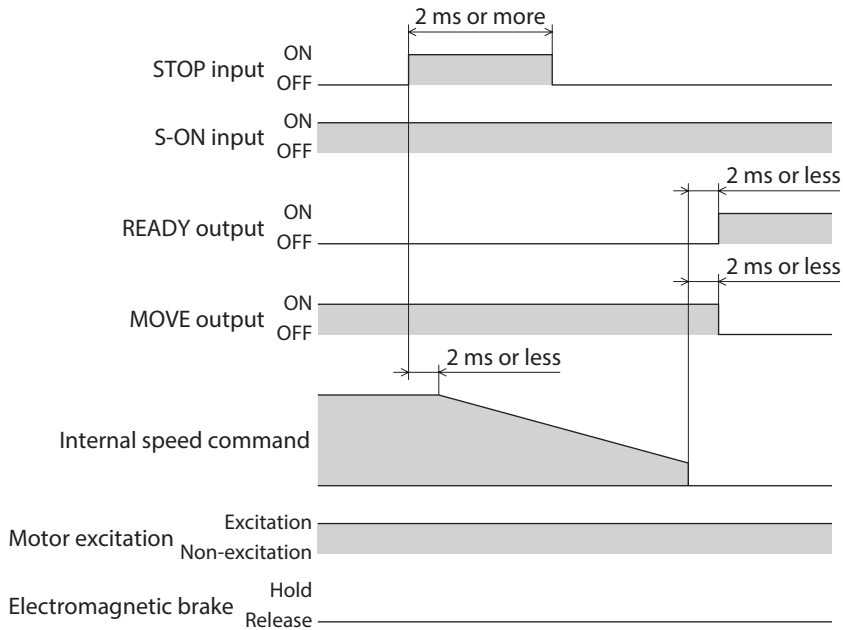 2 ms or more
STOP input
ON
OFF
S-ON input
ON
OFF
2 ms or less
READY output
ON
OFF
2 ms or less
MOVE output
ON
OFF
2 ms or less
Internal speed command
Motor excitation
Excitation
Non-excitation
Electromagnetic brake
Hold
Release